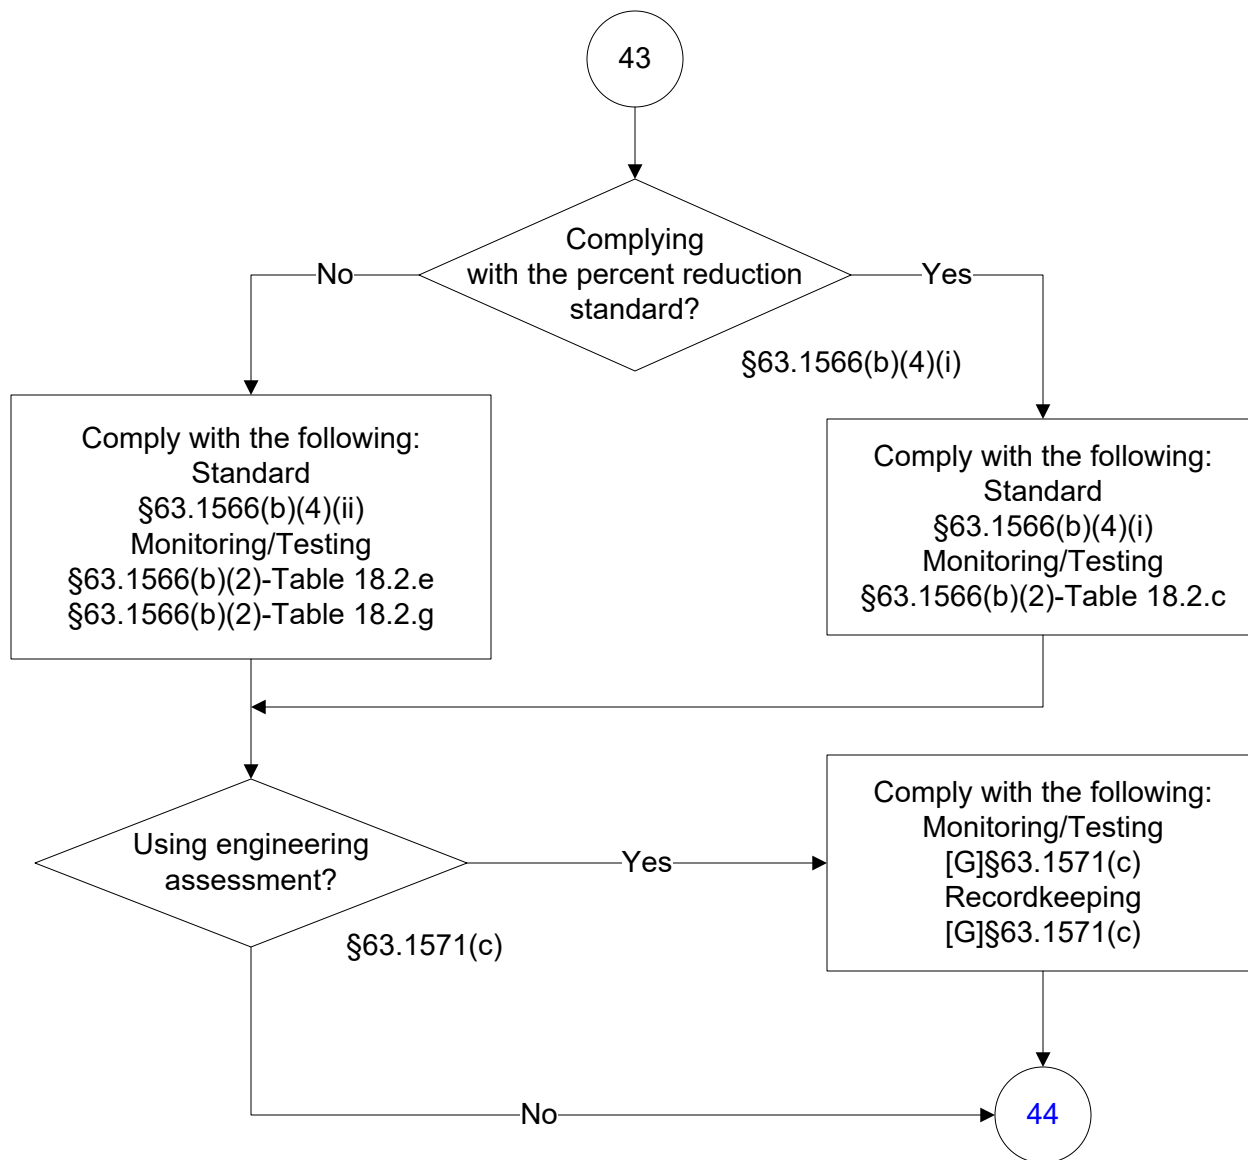 43
Complying
with the percent reduction
standard?
No
Yes
§63.1566(b)(4)(i)
Comply with the following:
Standard
§63.1566(b)(4)(ii)
Monitoring/Testing
§63.1566(b)(2)-Table 18.2.e
§63.1566(b)(2)-Table 18.2.g
Comply with the following:
Standard
§63.1566(b)(4)(i)
Monitoring/Testing
§63.1566(b)(2)-Table 18.2.c
Using engineering
assessment?
Yes
§63.1571(c)
Comply with the following:
Monitoring/Testing
[G]§63.1571(c)
Recordkeeping
[G]§63.1571(c)
No
44